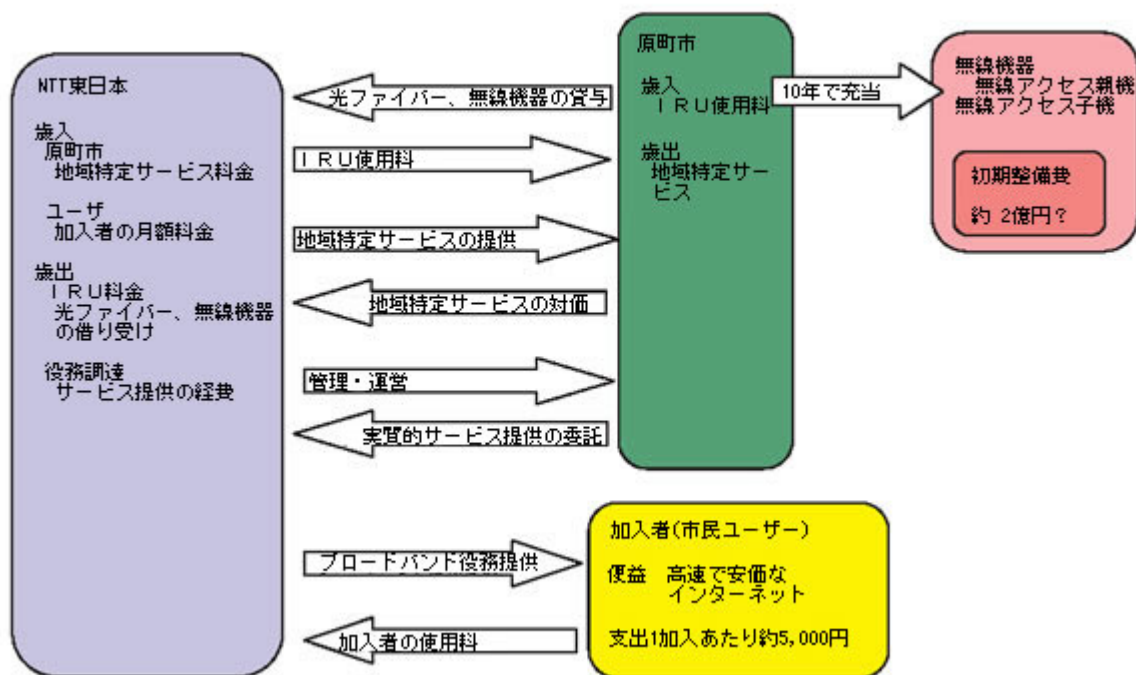 NTT東日本
歳入
原町市
地域特定サービス料金
ユーザ
加入者の月額料金
歳出
ＩＲＵ料金
光ファイバー、無線機器
の借り受け
役務調達
サービス提供の経費
光ファイバー、無線機器の貸与
ＩＲＵ使用料
地域特定サービスの提供
地域特定サービスの対価
管理・運営
実質的サービス提供の委託
ブロードバンド役務提供
加入者の使用料
原町市
歳入
ＩＲＵ使用料
歳出
地域特定サー
ビス
10年で充当
無線機器
無線アクセス親機
無線アクセス子機
初期整備費
約 2億円？
加入者(市民ユーザー)
便益　高速で安価な
インターネット
支出1加入あたり約5,000円